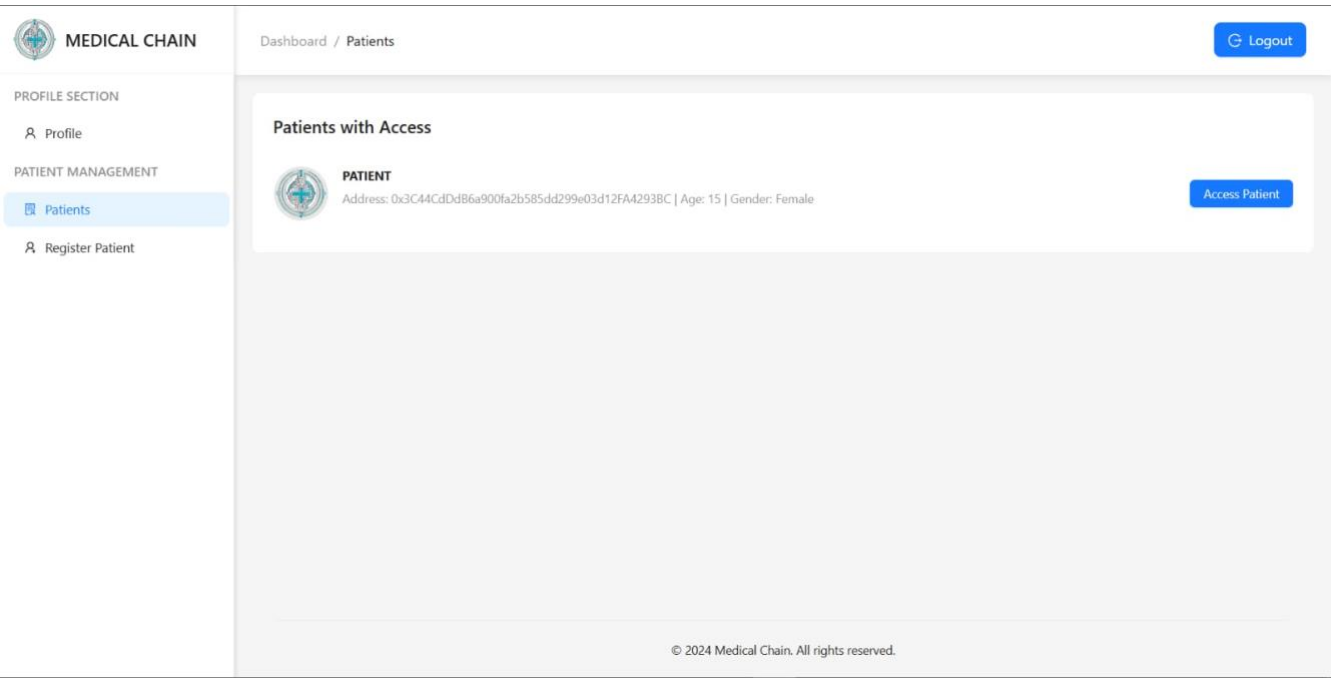 MEDICAL CHAIN
Dashboard / Patients
Logout
PROFILE SECTION
Profile
PATIENT MANAGEMENT
Patients
Register Patient
Patients with Access
PATIENT
Address: 0x3C44CdDdB6a900fa2b585dd299e03d12FA4293BC | Age: 15 | Gender: Female
Access Patient
© 2024 Medical Chain. All rights reserved.